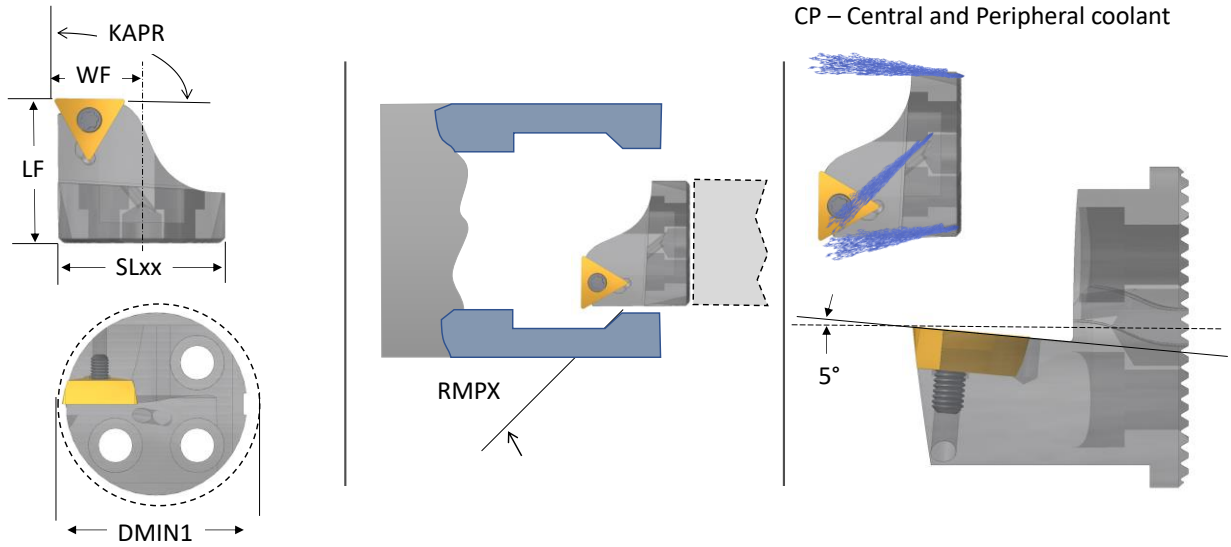 CP – Central and Peripheral coolant
KAPR
WF
LF
SLxx
DMIN1
RMPX
5°